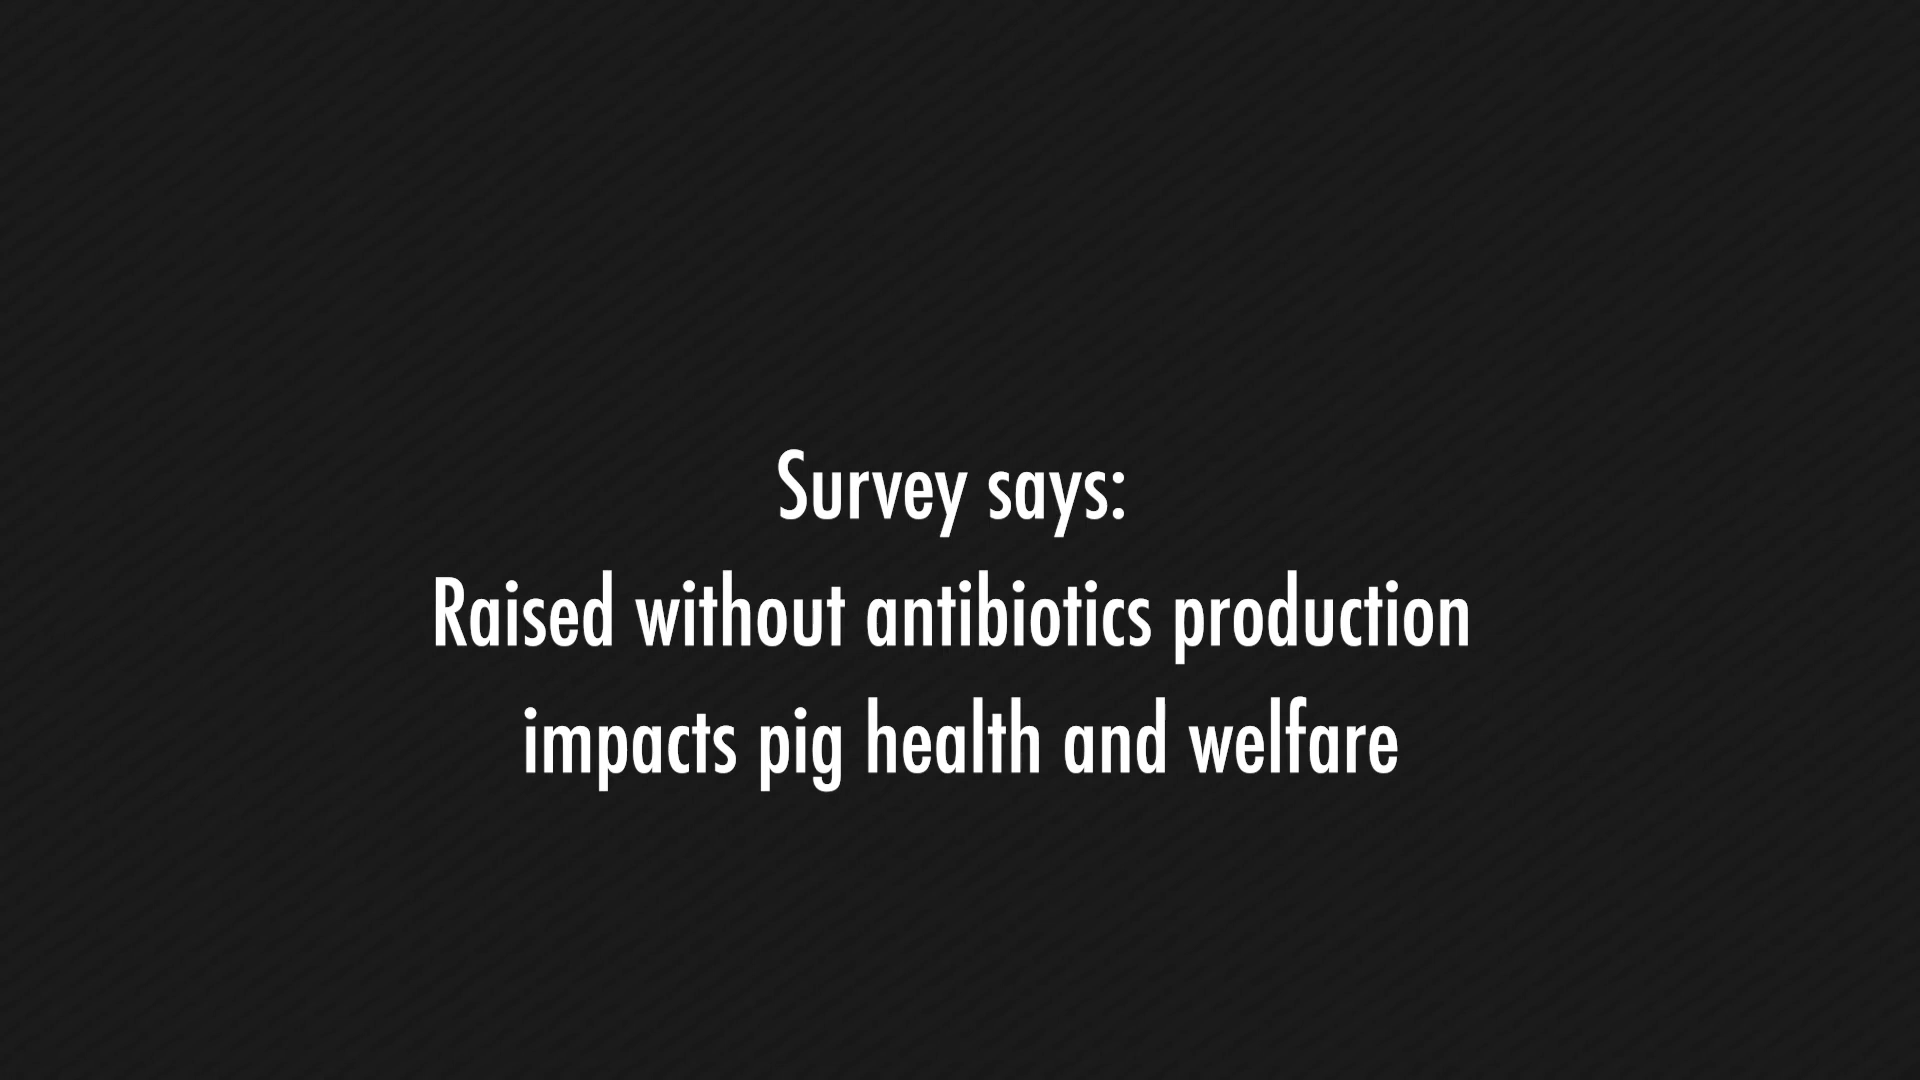 Survey says:
Raised without antibiotics production
impacts pig health and welfare